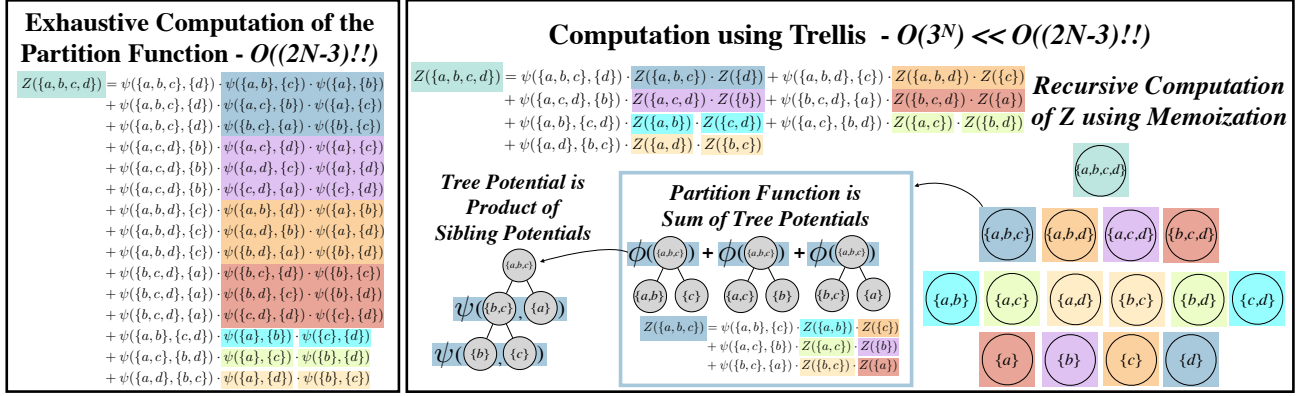 Exhaustive Computation of the
Partition Function - O((2N-3)!!)
Z({a, b, c, d}) = ψ({a, b, c}, {d}) · ψ({a, b}, {c}) · ψ({a}, {b})
+ ψ({a, b, c}, {d}) · ψ({a, c}, {b}) · ψ({a}, {c})
+ ψ({a, b, c}, {d}) · ψ({b, c}, {a}) · ψ({b}, {c})
+ ψ({a, c, d}, {b}) · ψ({a, c}, {d}) · ψ({a}, {c})
+ ψ({a, c, d}, {b}) · ψ({a, d}, {c}) · ψ({a}, {d})
+ ψ({a, c, d}, {b}) · ψ({c, d}, {a}) · ψ({c}, {d})
+ ψ({a, b, d}, {c}) · ψ({a, b}, {d}) · ψ({a}, {b})
+ ψ({a, b, d}, {c}) · ψ({a, d}, {b}) · ψ({a}, {d})
+ ψ({a, b, d}, {c}) · ψ({b, d}, {a}) · ψ({b}, {d})
+ ψ({b, c, d}, {a}) · ψ({b, c}, {d}) · ψ({b}, {c})
+ ψ({b, c, d}, {a}) · ψ({b, d}, {c}) · ψ({b}, {d})
+ ψ({b, c, d}, {a}) · ψ({c, d}, {d}) · ψ({c}, {d})
+ ψ({a, b}, {c, d}) · ψ({a}, {b}) · ψ({c}, {d})
+ ψ({a, c}, {b, d}) · ψ({a}, {c}) · ψ({b}, {d})
+ ψ({a, d}, {b, c}) · ψ({a}, {d}) · ψ({b}, {c})
Computation using Trellis - O(3^N) << O((2N-3)!!)
Z({a, b, c, d}) = ψ({a, b, c}, {d}) · Z({a, b, c}) · Z({d}) + ψ({a, b, d}, {c}) · Z({a, b, d}) · Z({c})
+ ψ({a, c, d}, {b}) · Z({a, c, d}) · Z({b}) + ψ({b, c, d}, {a}) · Z({b, c, d}) · Z({a})
+ ψ({a, b}, {c, d}) · Z({a, b}) · Z({c, d}) + ψ({a, c}, {b, d}) · Z({a, c}) · Z({b, d})
+ ψ({a, d}, {b, c}) · Z({a, d}) · Z({b, c})
Recursive Computation
of Z using Memoization
Tree Potential is
Product of
Sibling Potentials
{a,b,c}
ψ({b,c}, {a})
ψ({b}, {c})
Partition Function is
Sum of Tree Potentials
ϕ({a,b,c}) + ϕ({a,b,c}) + ϕ({a,b,c})
{a,b} {c} {a,c} {b} {b,c} {a}
Z({a, b, c}) = ψ({a, b}, {c}) · Z({a, b}) · Z({c})
+ ψ({a, c}, {b}) · Z({a, c}) · Z({b})
+ ψ({b, c}, {a}) · Z({b, c}) · Z({a})
{a,b,c,d}
{a,b,c} {a,b,d} {a,c,d} {b,c,d}
{a,b} {a,c} {a,d} {b,c} {b,d} {c,d}
{a} {b} {c} {d}